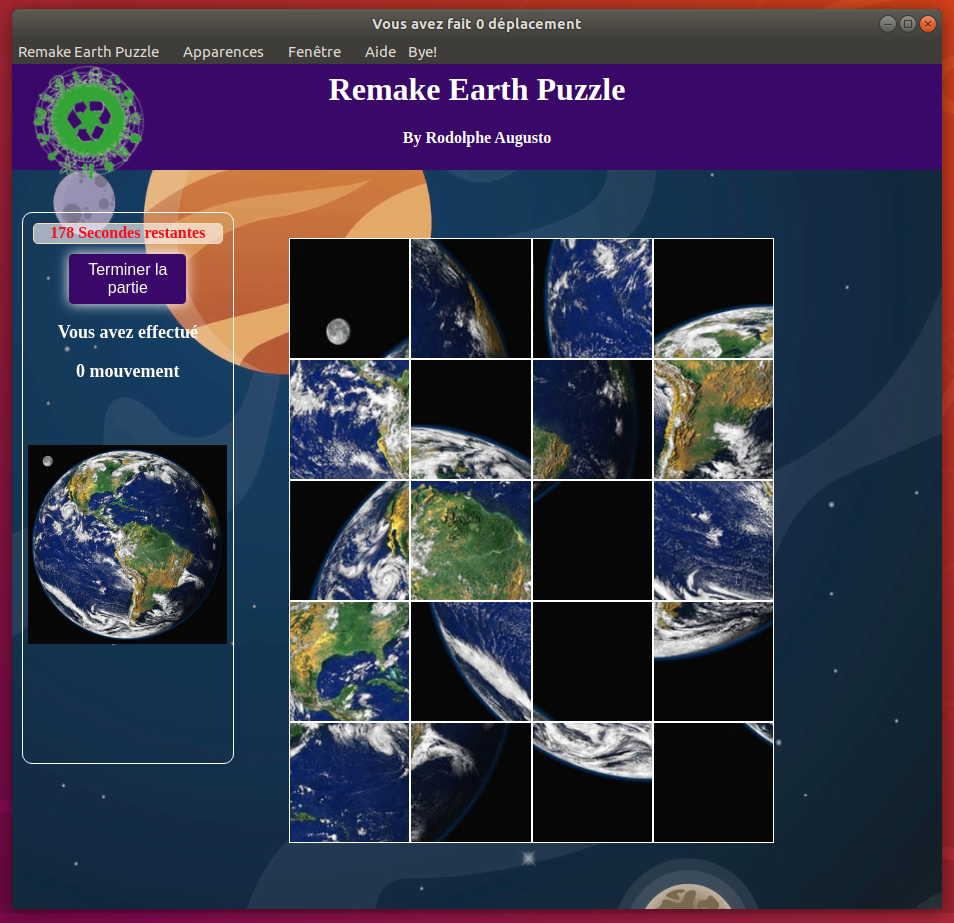 Vous avez fait 0 déplacement
Remake Earth Puzzle Apparences Fenêtre Aide Bye!
Remake Earth Puzzle
By Rodolphe Augusto
178 Secondes restantes
Terminer la
partie
Vous avez effectué
0 mouvement